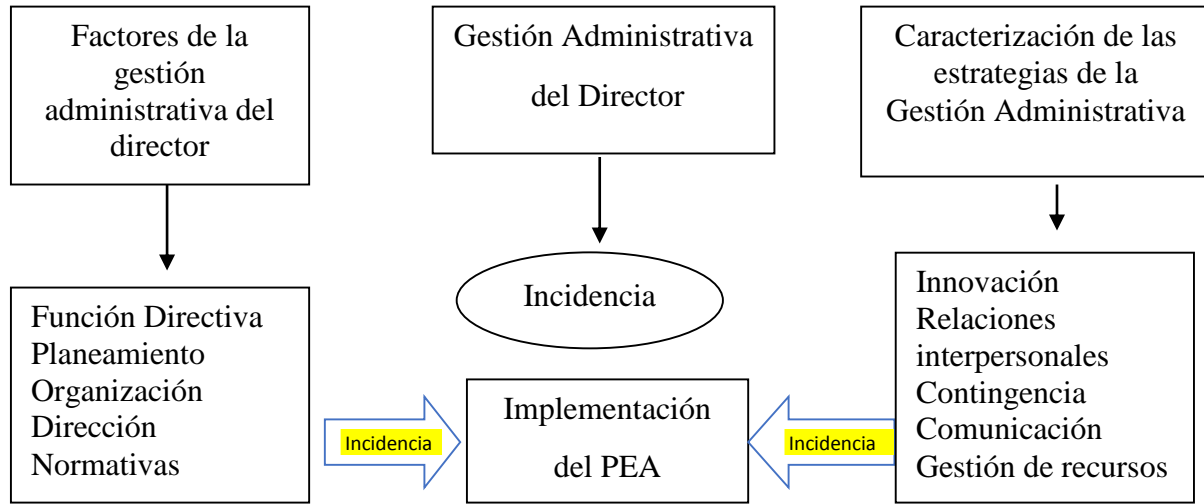 Factores de la
gestión
administrativa del
director
Gestión Administrativa
del Director
Caracterización de las
estrategias de la
Gestión Administrativa
Función Directiva
Planeamiento
Organización
Dirección
Normativas
Incidencia
Incidencia
Implementación
del PEA
Incidencia
Innovación
Relaciones
interpersonales
Contingencia
Comunicación
Gestión de recursos